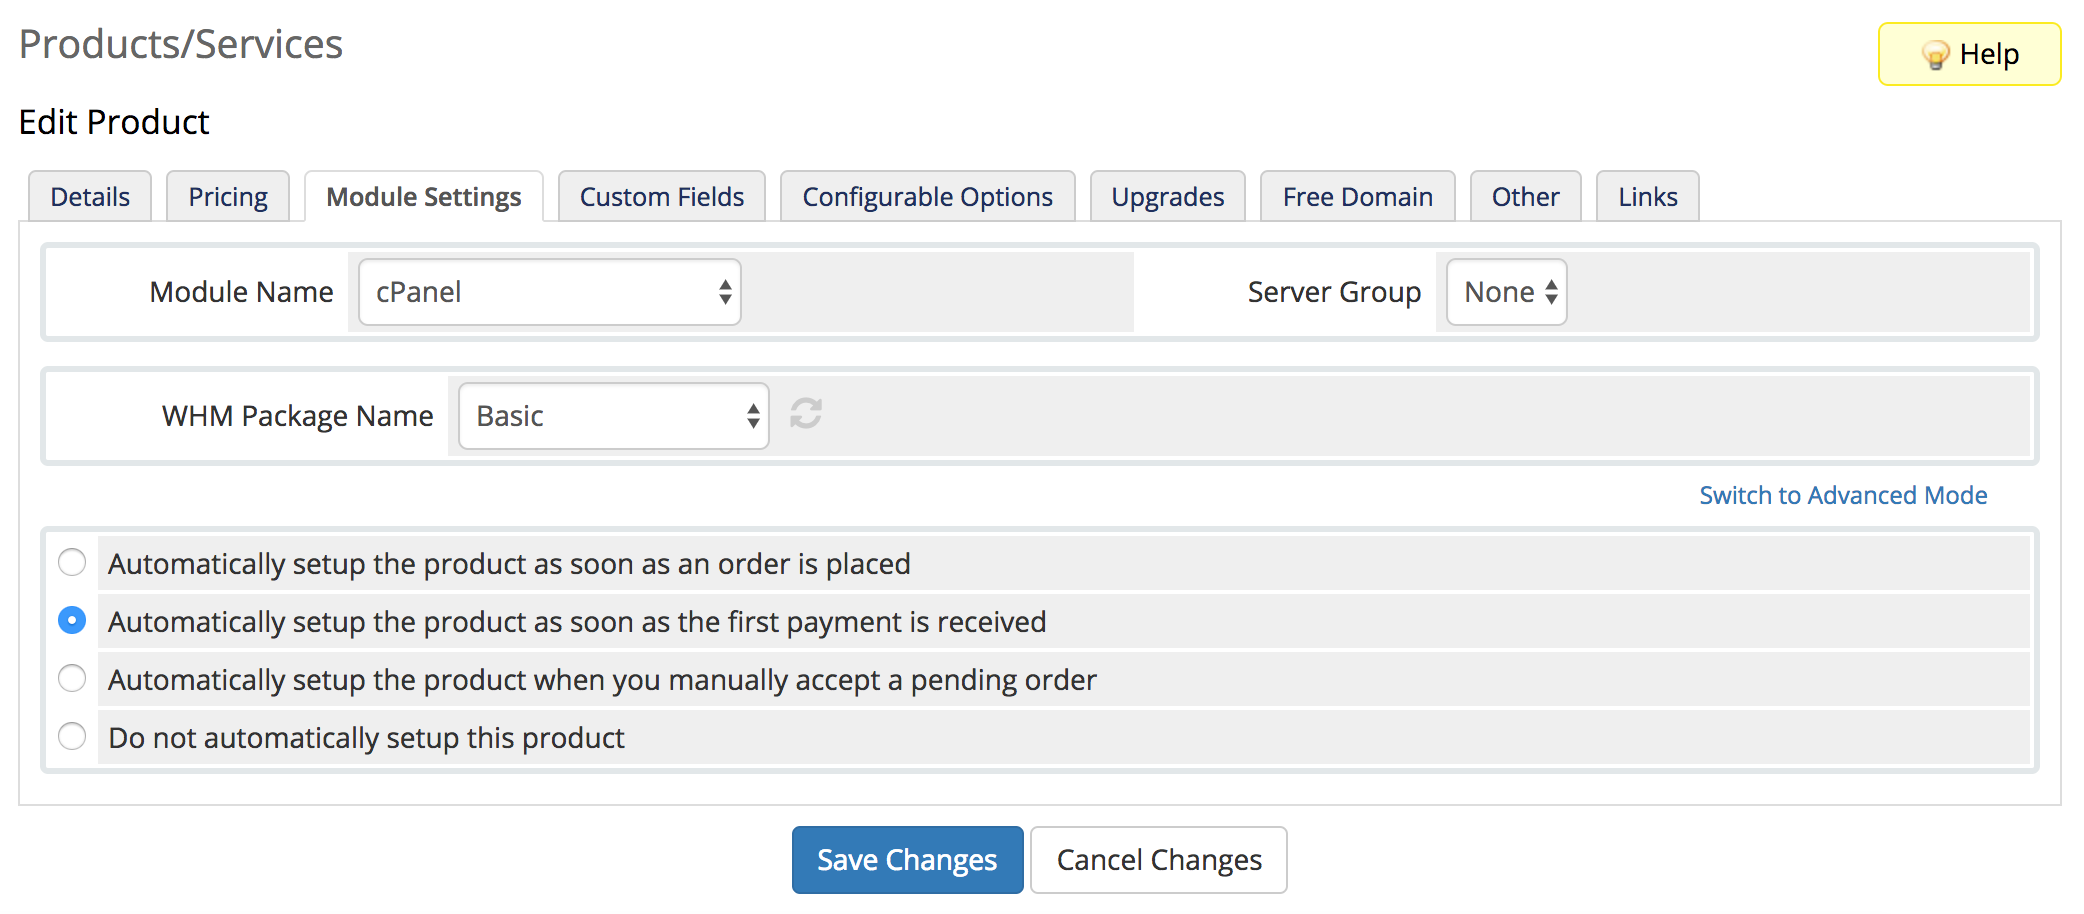 Products/Services
Help
Edit Product
Details Pricing Module Settings Custom Fields Configurable Options Upgrades Free Domain Other Links
Module Name cPanel Server Group None
WHM Package Name Basic
Switch to Advanced Mode
Automatically setup the product as soon as an order is placed
Automatically setup the product as soon as the first payment is received
Automatically setup the product when you manually accept a pending order
Do not automatically setup this product
Save Changes Cancel Changes